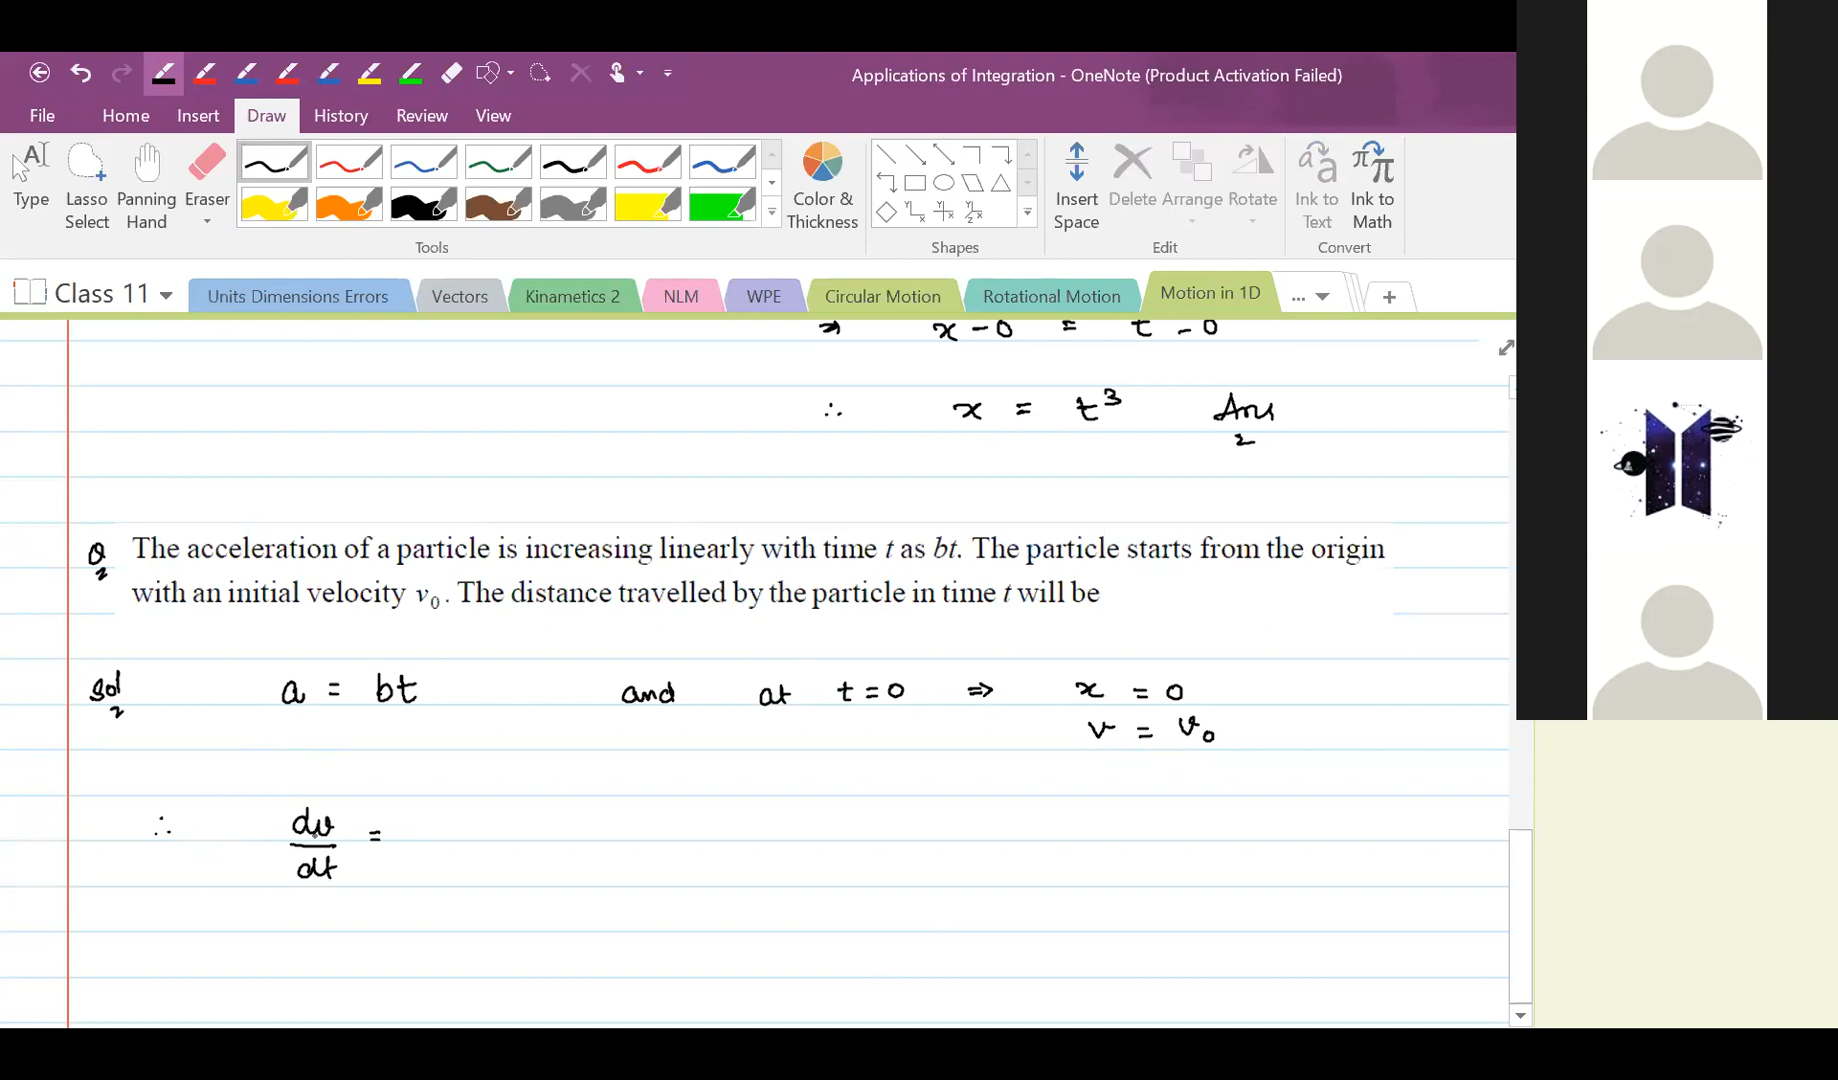 Applications of Integration - OneNote (Product Activation Failed)
File Home Insert Draw History Review View
Type
Lasso Select
Panning Hand
Eraser
Color & Thickness
Insert Space
Delete
Arrange
Rotate
Ink to Text
Ink to Math
Tools
Shapes
Edit
Convert
Class 11
Units Dimensions Errors
Vectors
Kinametics 2
NLM
WPE
Circular Motion
Rotational Motion
Motion in 1D
...
⇒ x - 0 = t - 0
∴ x = t³ Ans
Q The acceleration of a particle is increasing linearly with time t as bt. The particle starts from the origin
with an initial velocity v₀. The distance travelled by the particle in time t will be
Sol a = bt and at t = 0 ⇒ x = 0
v = v₀
∴ dv/dt =